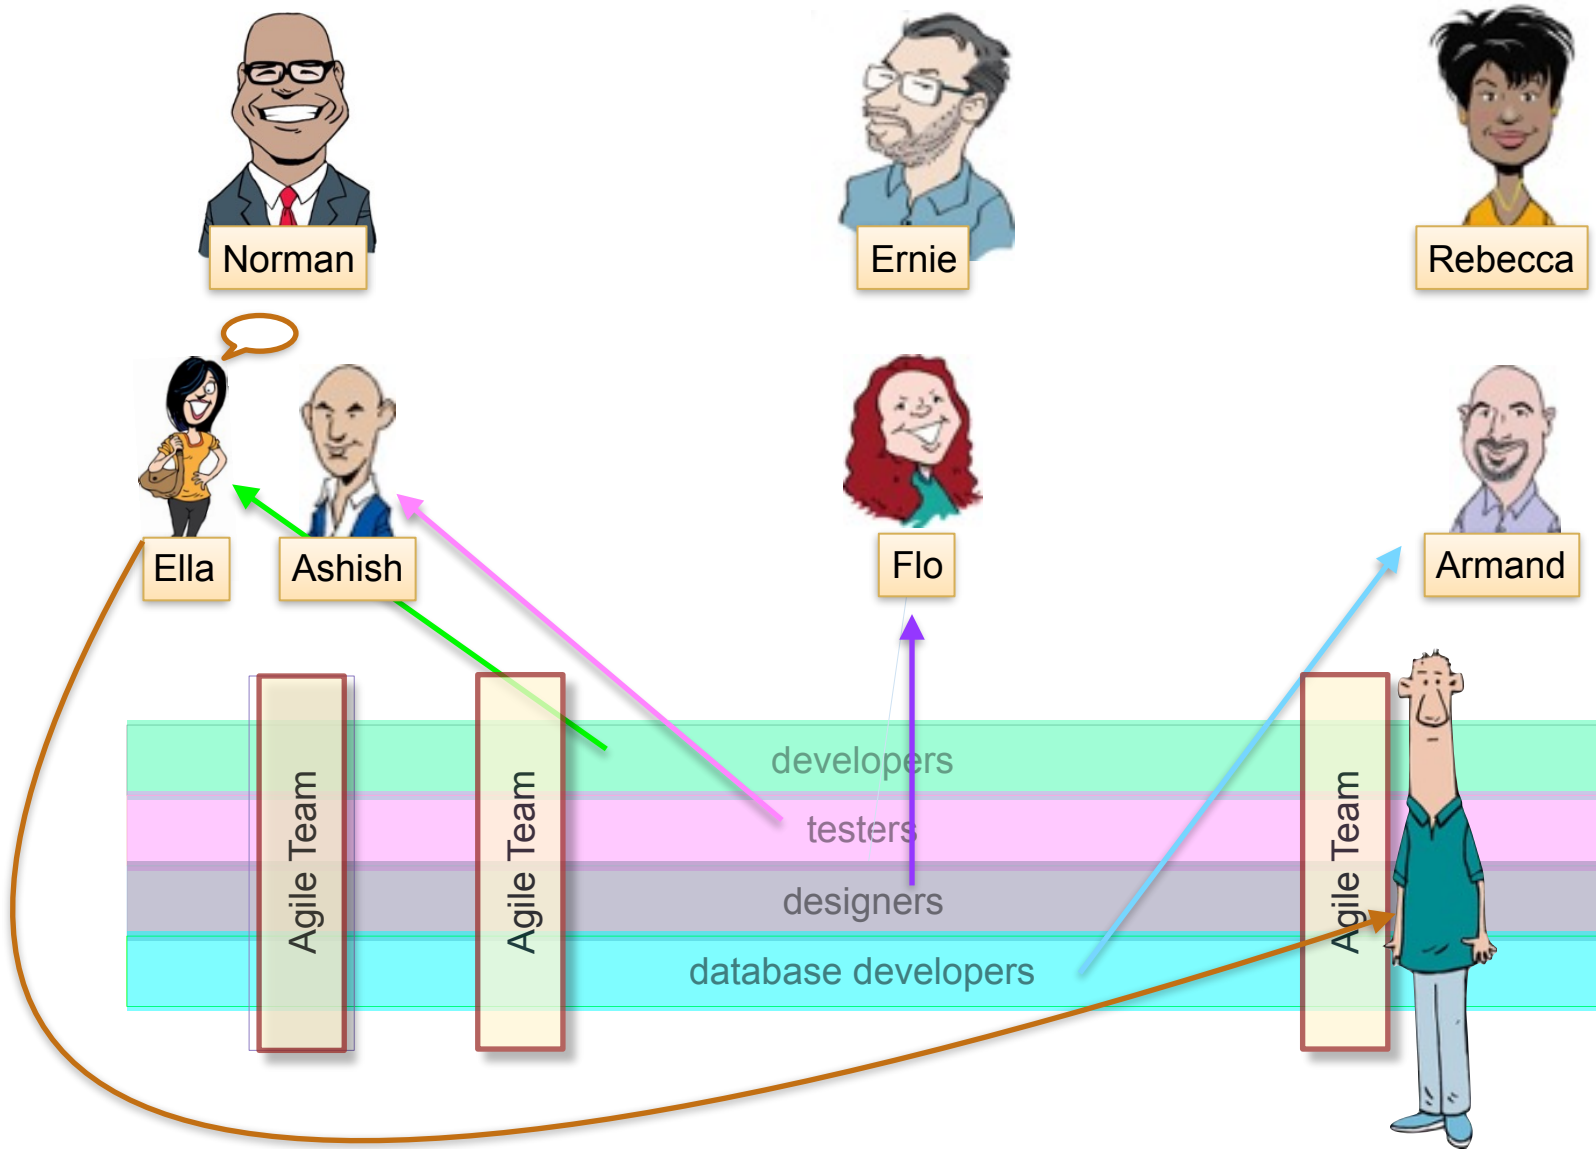 Norman
Ernie
Rebecca
Ella
Ashish
Flo
Armand
Agile Team
Agile Team
Agile Team
developers
testers
designers
database developers